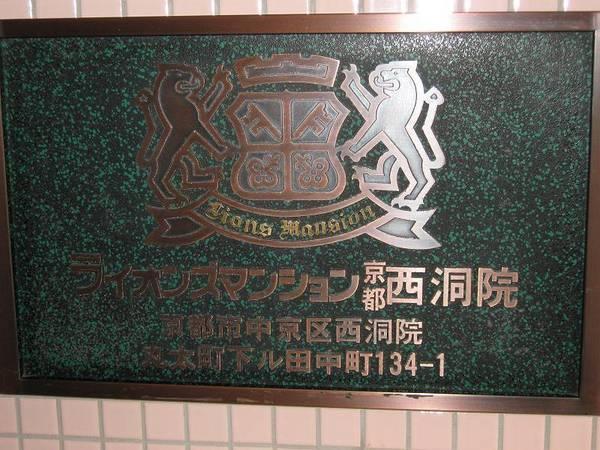 Lions Mansion
ライオンズマンション京都西洞院
京都市中京区西洞院
丸太町下ル田中町134-1